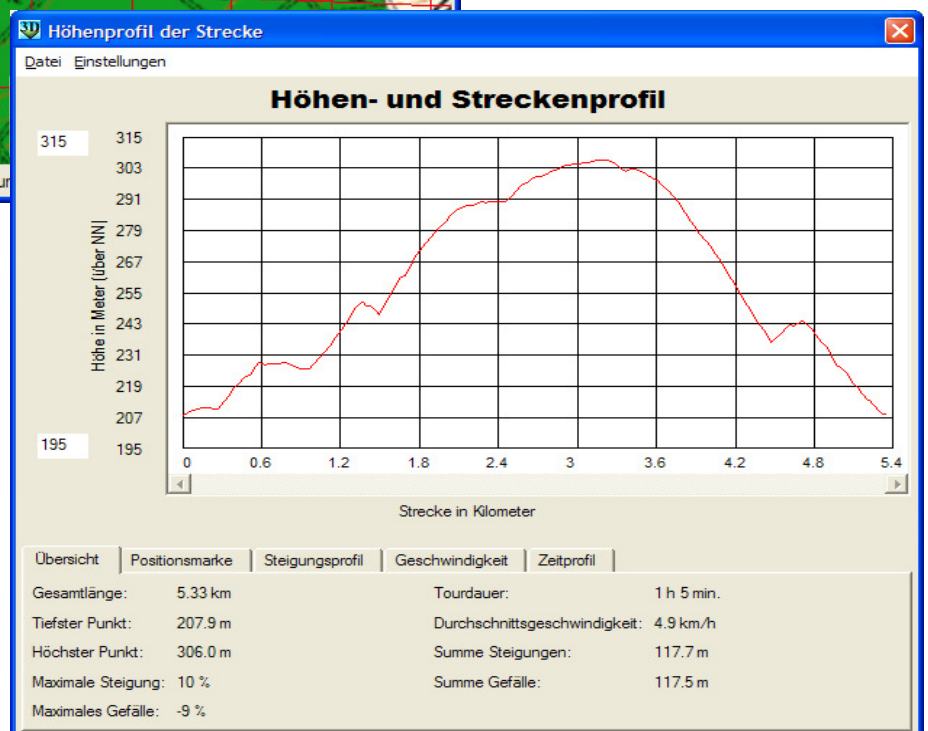 3D Höhenprofil der Strecke
Datei Einstellungen
Höhen- und Streckenprofil
315
195
315
303
291
279
267
255
243
231
219
207
195
Höhe in Meter (über NN)
0 0.6 1.2 1.8 2.4 3 3.6 4.2 4.8 5.4
Strecke in Kilometer
Übersicht Positionsmarke Steigungsprofil Geschwindigkeit Zeitprofil
Gesamtlänge: 5.33 km Tourdauer: 1 h 5 min.
Tiefster Punkt: 207.9 m Durchschnittsgeschwindigkeit: 4.9 km/h
Höchster Punkt: 306.0 m Summe Steigungen: 117.7 m
Maximale Steigung: 10 % Summe Gefälle: 117.5 m
Maximales Gefälle: -9 %